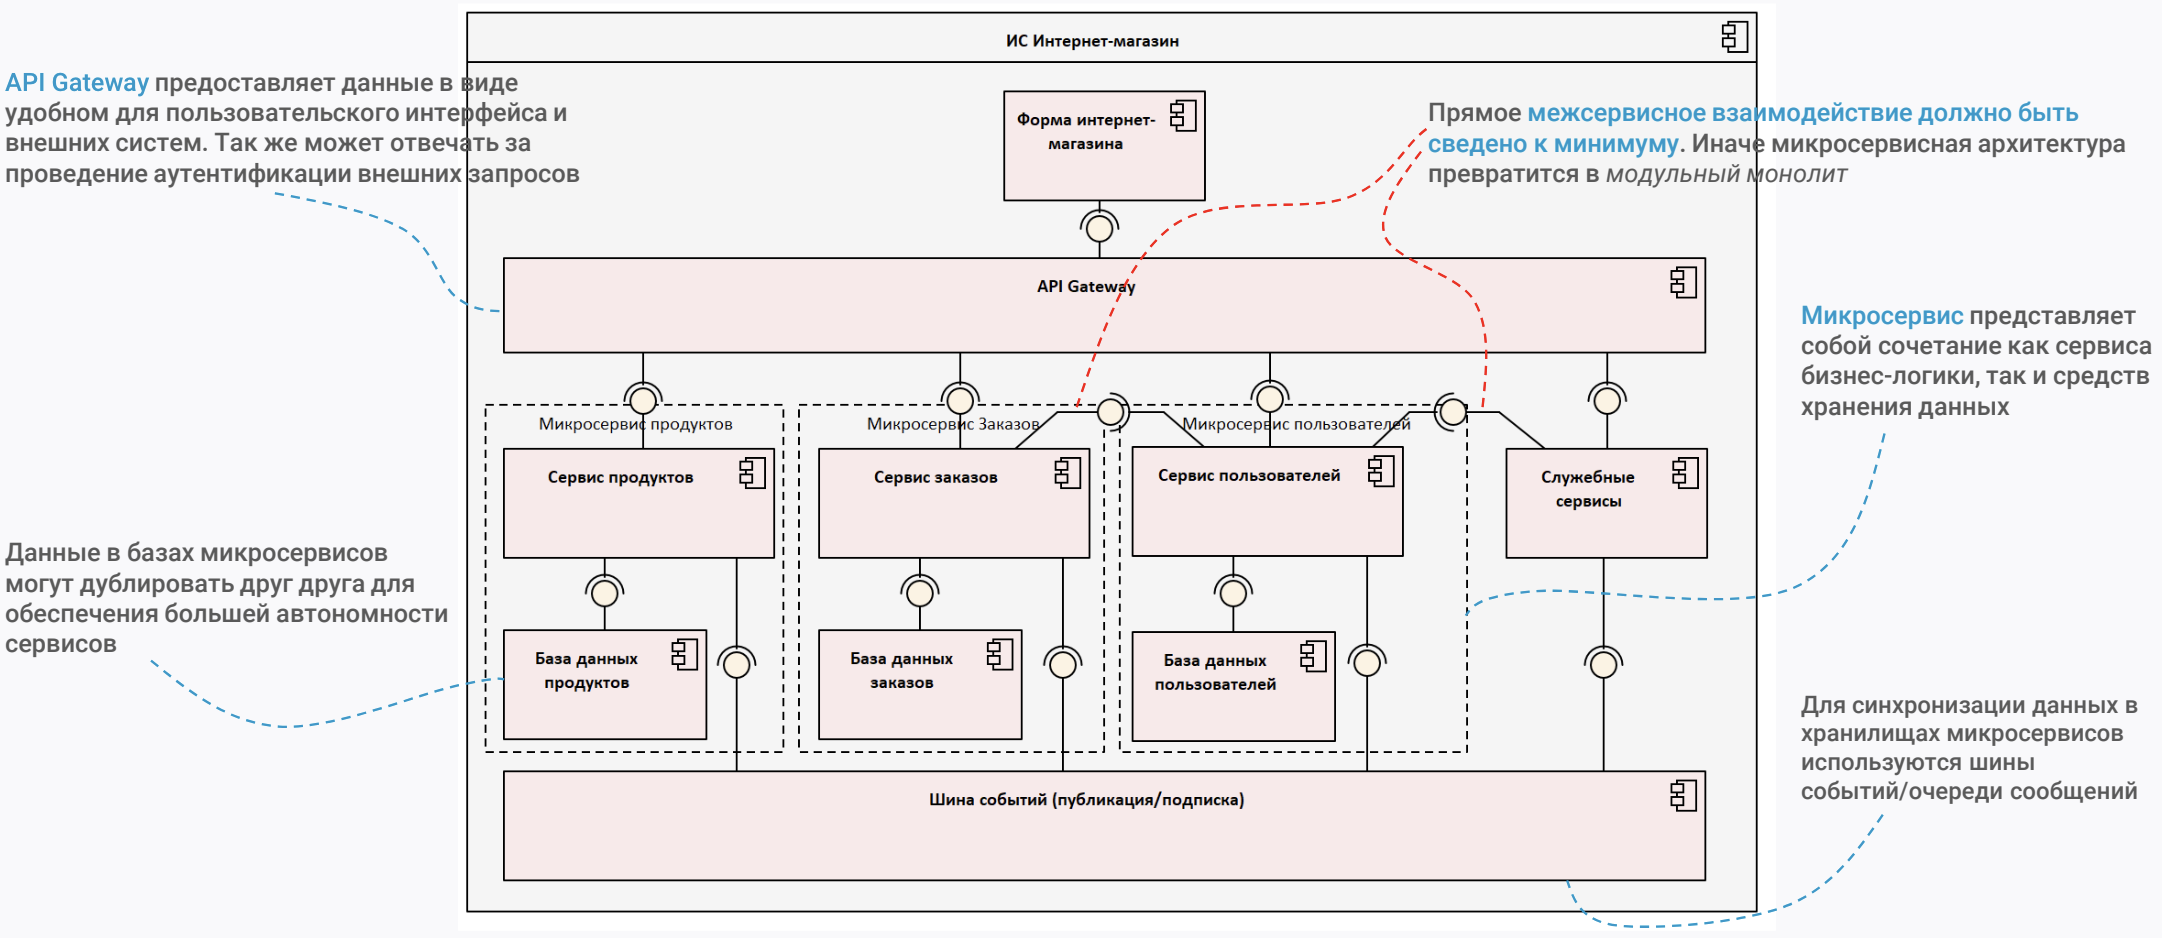 ИС Интернет-магазин
API Gateway предоставляет данные в виде
удобном для пользовательского интерфейса и
внешних систем. Так же может отвечать за
проведение аутентификации внешних запросов
Форма интернет-
магазина
Прямое межсервисное взаимодействие должно быть
сведено к минимуму. Иначе микросервисная архитектура
превратится в модульный монолит
API Gateway
Микросервис представляет
собой сочетание как сервиса
бизнес-логики, так и средств
хранения данных
Микросервис продуктов
Микросервис Заказов
Микросервис пользователей
Сервис продуктов
Сервис заказов
Сервис пользователей
Служебные
сервисы
Данные в базах микросервисов
могут дублировать друг друга для
обеспечения большей автономности
сервисов
База данных
продуктов
База данных
заказов
База данных
пользователей
Для синхронизации данных в
хранилищах микросервисов
используются шины
событий/очереди сообщений
Шина событий (публикация/подписка)